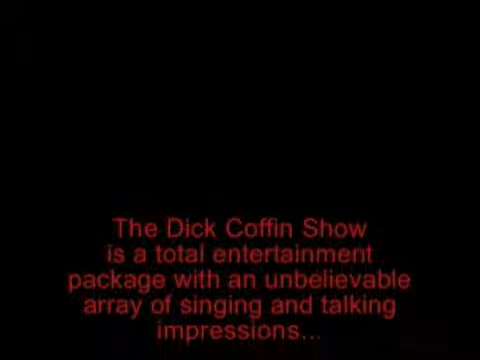 The Dick Coffin Show
is a total entertainment
package with an unbelievable
array of singing and talking
impressions...